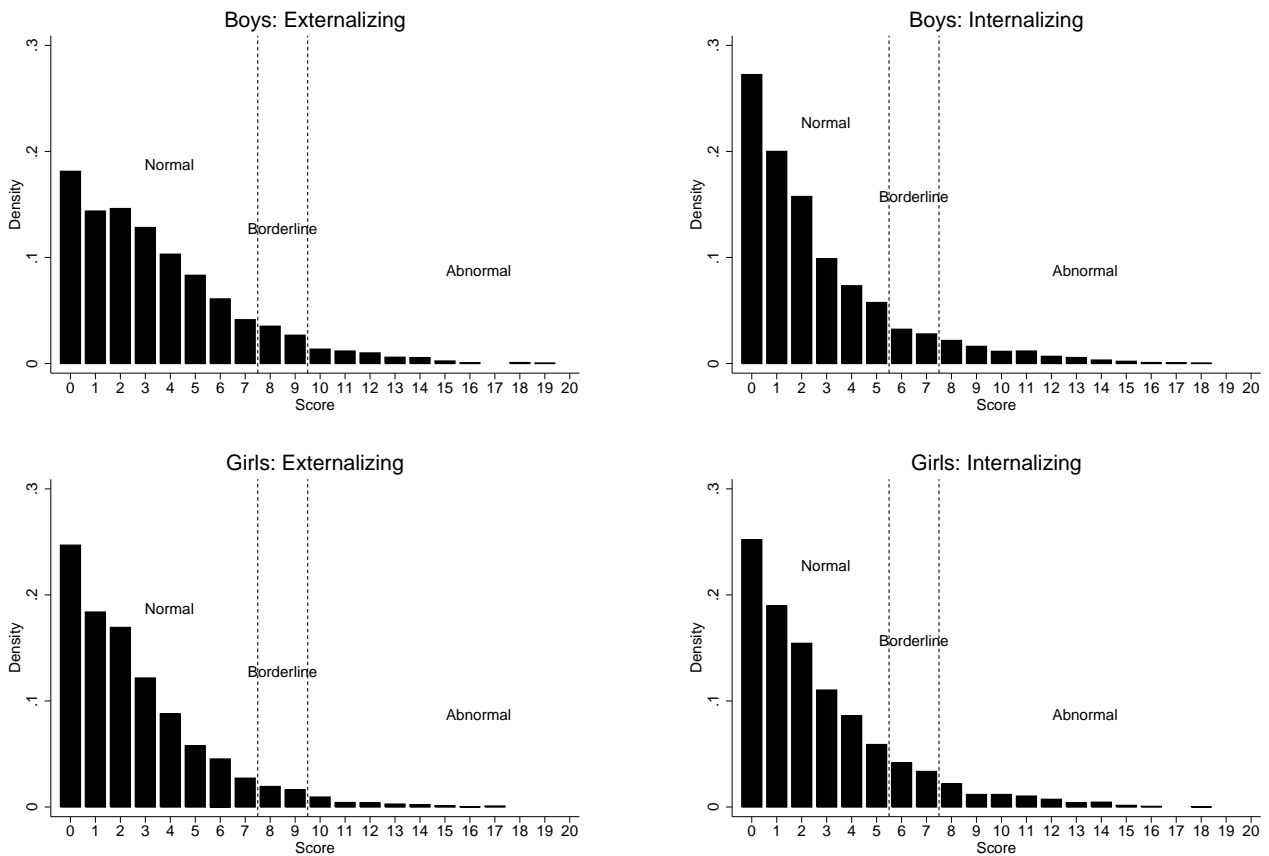 Boys: Externalizing
.3
.2
.1
0
Density
Normal
Borderline
Abnormal
0 1 2 3 4 5 6 7 8 9 10 11 12 13 14 15 16 17 18 19 20
Score
Boys: Internalizing
.3
.2
.1
0
Density
Normal
Borderline
Abnormal
0 1 2 3 4 5 6 7 8 9 10 11 12 13 14 15 16 17 18 19 20
Score
Girls: Externalizing
.3
.2
.1
0
Density
Normal
Borderline
Abnormal
0 1 2 3 4 5 6 7 8 9 10 11 12 13 14 15 16 17 18 19 20
Score
Girls: Internalizing
.3
.2
.1
0
Density
Normal
Borderline
Abnormal
0 1 2 3 4 5 6 7 8 9 10 11 12 13 14 15 16 17 18 19 20
Score